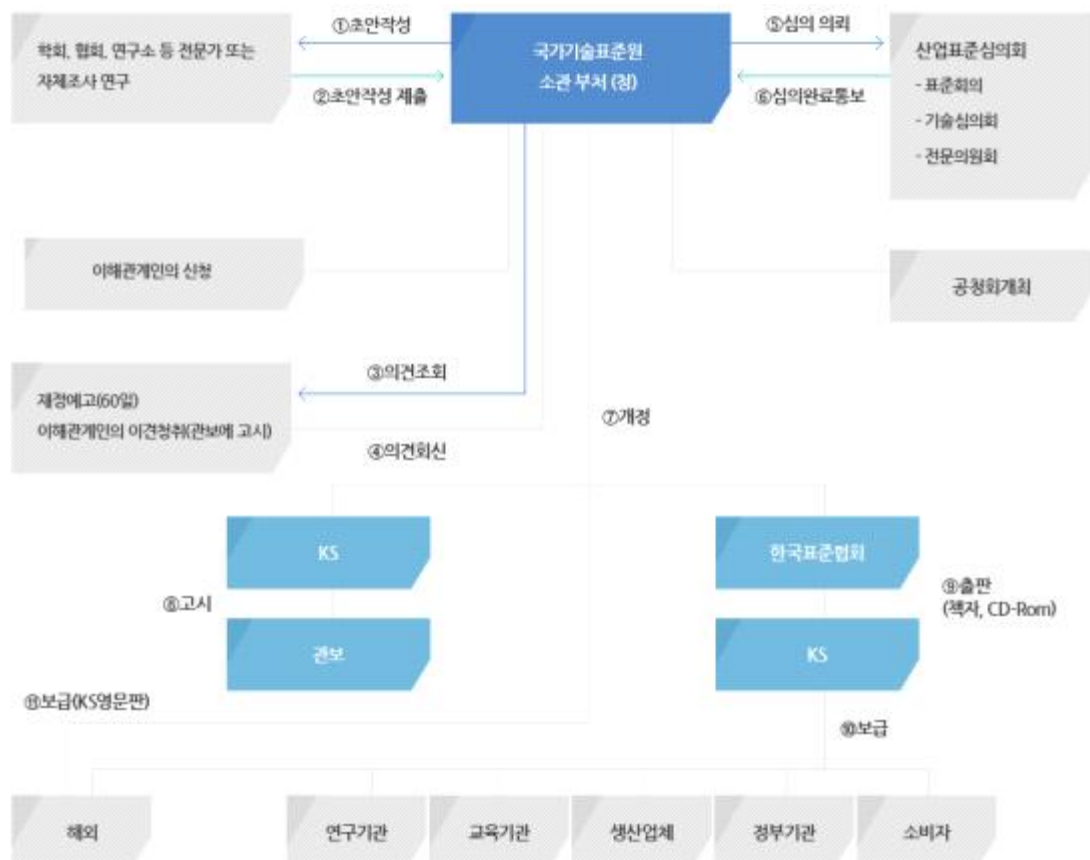 ①초안작성
⑤심의 의뢰
학회, 협회, 연구소 등 전문가 또는
자체조사 연구
국가기술표준원
소관 부처 (청)
산업표준심의회
- 표준회의
- 기술심의회
- 전문의원회
②초안작성 제출
⑥심의완료통보
이해관계인의 신청
공청회개최
③의견조회
재정예고(60일)
이해관계인의 이견청취(관보에 고시)
④의견회신
⑦개정
KS
한국표준협회
⑧고시
⑨출판
(책자, CD-Rom)
관보
KS
⑪보급(KS영문판)
⑩보급
해외
연구기관
교육기관
생산업체
정부기관
소비자